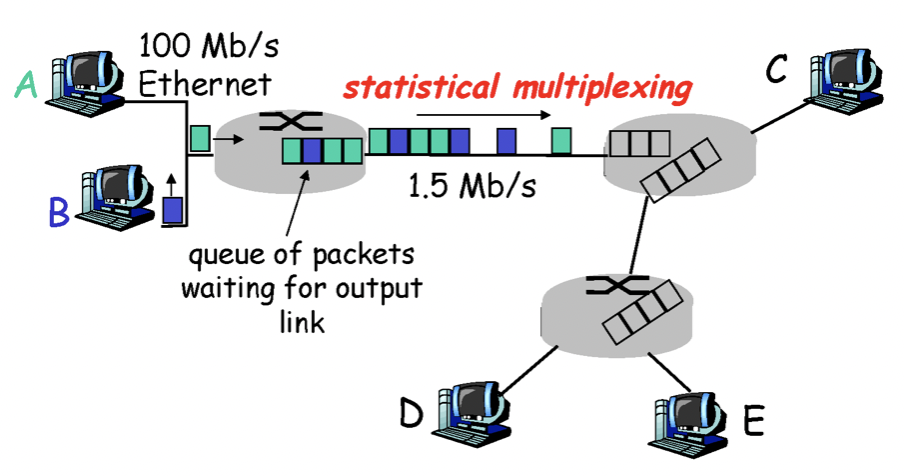 A
100 Mb/s
Ethernet
statistical multiplexing
C
B
1.5 Mb/s
queue of packets
waiting for output
link
D
E